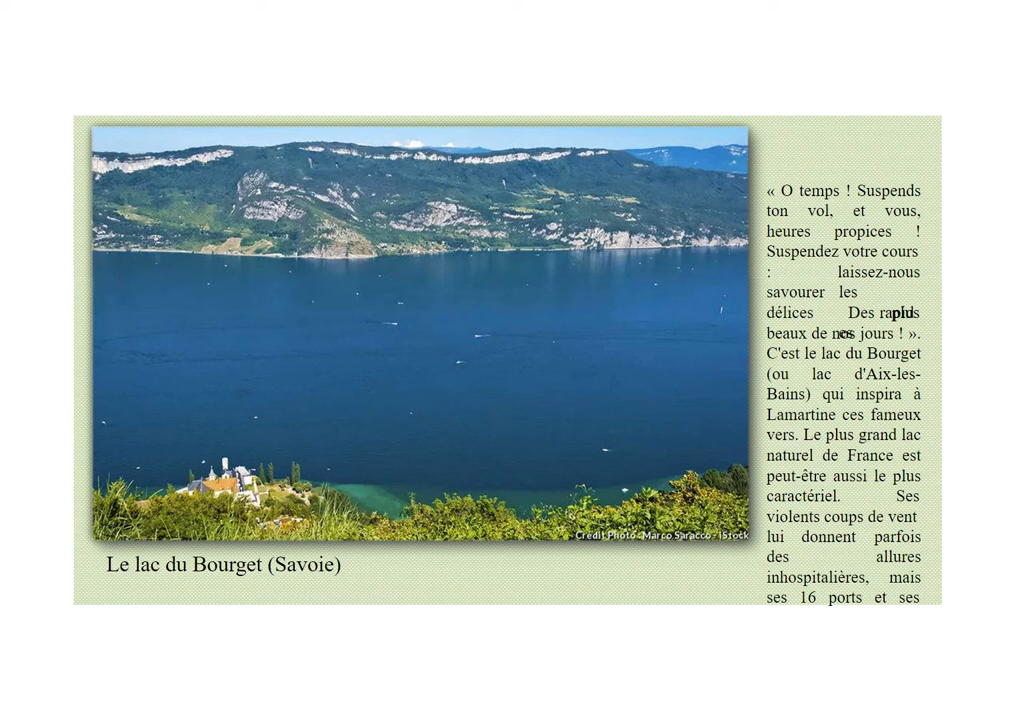 « O temps ! Suspends
ton vol, et vous,
heures propices !
Suspendez votre cours
: laissez-nous
savourer les
délices Des plus
beaux de nos jours ! ».
C'est le lac du Bourget
(ou lac d'Aix-les-
Bains) qui inspira à
Lamartine ces fameux
vers. Le plus grand lac
naturel de France est
peut-être aussi le plus
caractériel. Ses
violents coups de vent
lui donnent parfois
des allures
inhospitalières, mais
ses 16 ports et ses
Crédit Photo : Marco Saracco - iStock
Le lac du Bourget (Savoie)